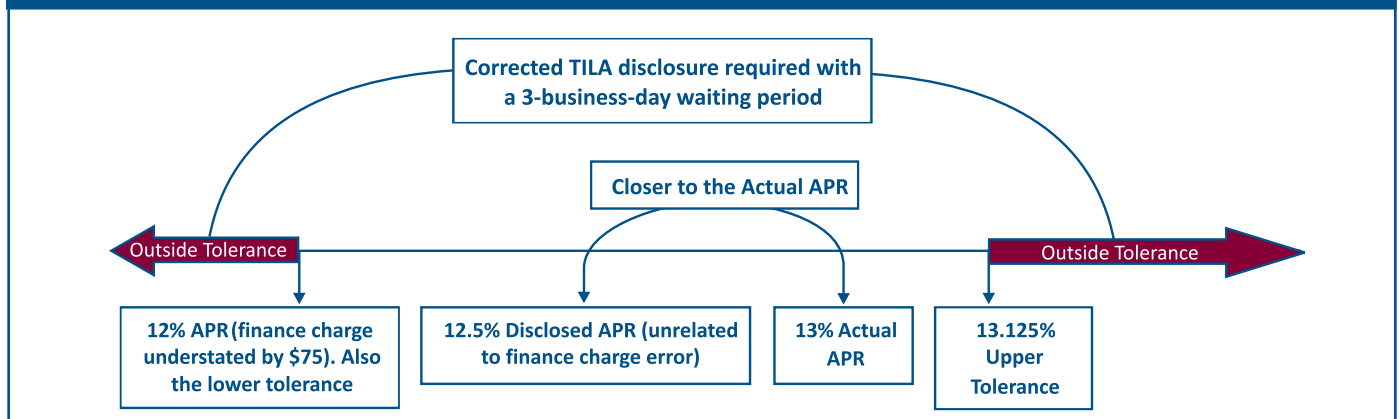 Corrected TILA disclosure required with
a 3-business-day waiting period
Closer to the Actual APR
Outside Tolerance
Outside Tolerance
12% APR (finance charge
understated by $75). Also
the lower tolerance
12.5% Disclosed APR (unrelated
to finance charge error)
13% Actual
APR
13.125%
Upper
Tolerance